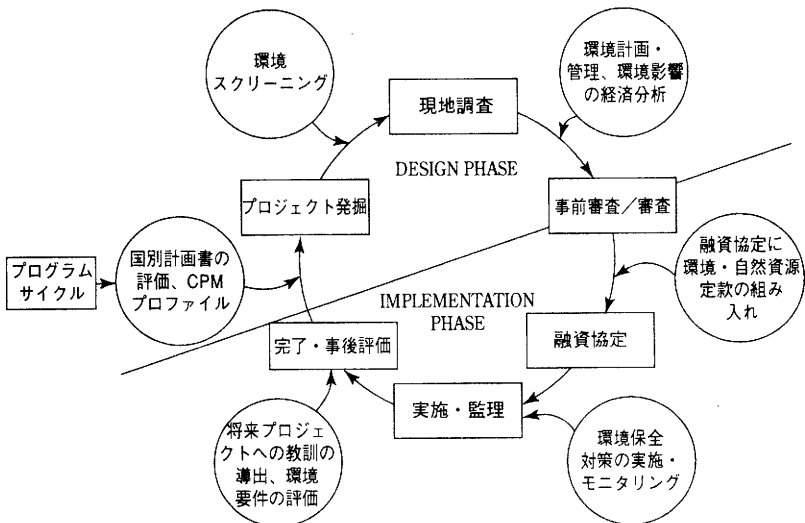 環境
スクリーニング
現地調査
環境計画・
管理、環境影響
の経済分析
DESIGN PHASE
プロジェクト発掘
事前審査／審査
国別計画書の
評価、CPM
プロファイル
プログラム
サイクル
融資協定に
環境・自然資源
定款の組み
入れ
IMPLEMENTATION
PHASE
完了・事後評価
融資協定
実施・監理
将来プロジェ
クトへの教訓の
導出、環境
要件の評価
環境保全
対策の実施・
モニタリング